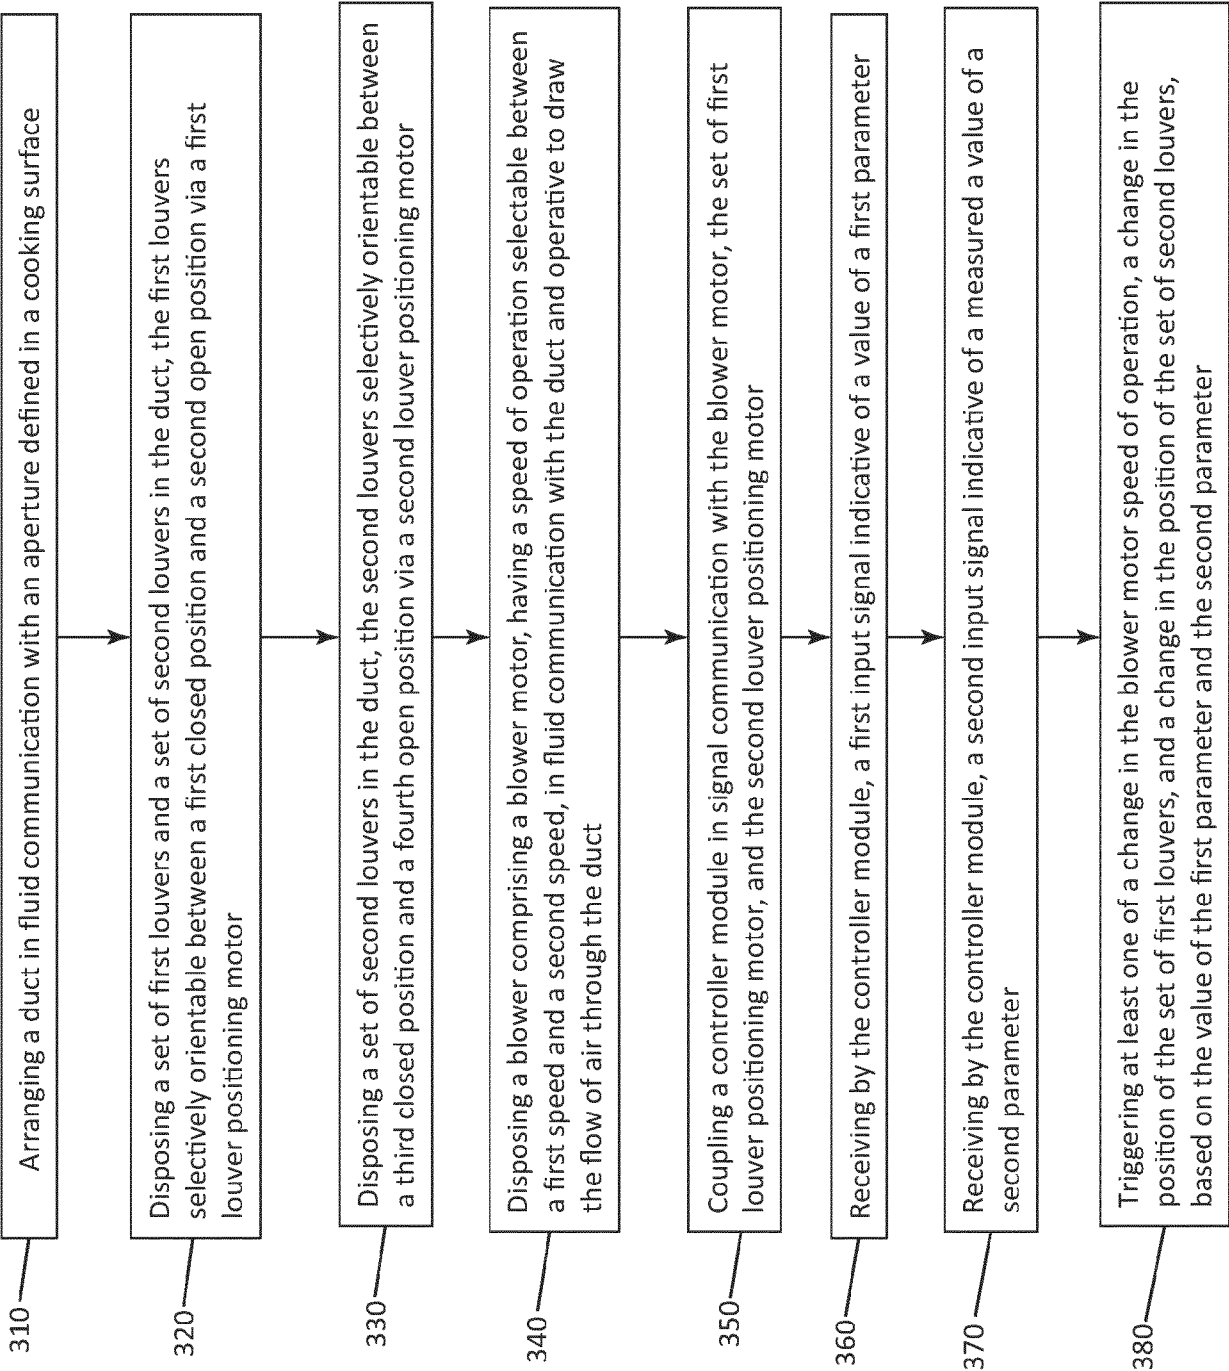 310
Arranging a duct in fluid communication with an aperture defined in a cooking surface
320
Disposing a set of first louvers and a set of second louvers in the duct, the first louvers
selectively orientable between a first closed position and a second open position via a first
louver positioning motor
330
Disposing a set of second louvers in the duct, the second louvers selectively orientable between
a third closed position and a fourth open position via a second lover positioning motor
340
Disposing a blower comprising a blower motor, having a speed of operation selectable between
a first speed and a second speed, in fluid communication with the duct and operative to draw
the flow of air through the duct
350
Coupling a controller module in signal communication with the blower motor, the set of first
louver positioning motor, and the second lover positioning motor
360
Receiving by the controller module, a first input signal indicative of a value of a first parameter
370
Receiving by the controller module, a second input signal indicative of a measured a value of a
second parameter
380
Triggering at least one of a change in the blower motor speed of operation, a change in the
position of the set of first louvers, and a change in the position of the set of second louvers,
based on the value of the first parameter and the second parameter